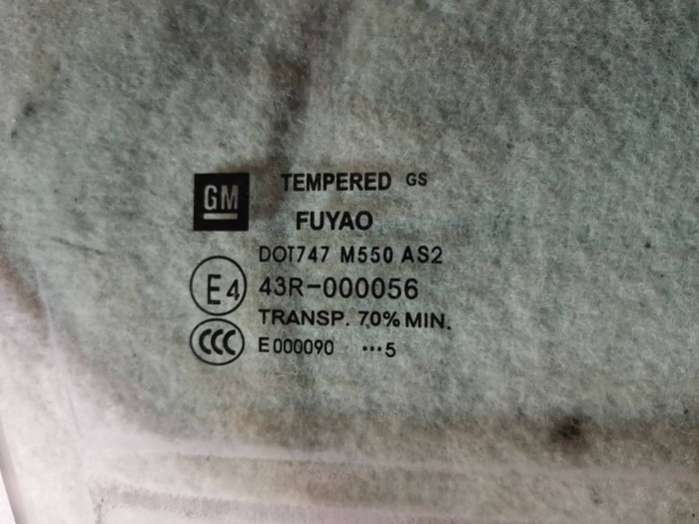 GM TEMPERED GS
FUYAO
DOT747 M550 AS2
E4 43R-000056
TRANSP. 70% MIN.
CCC E000090 ···5